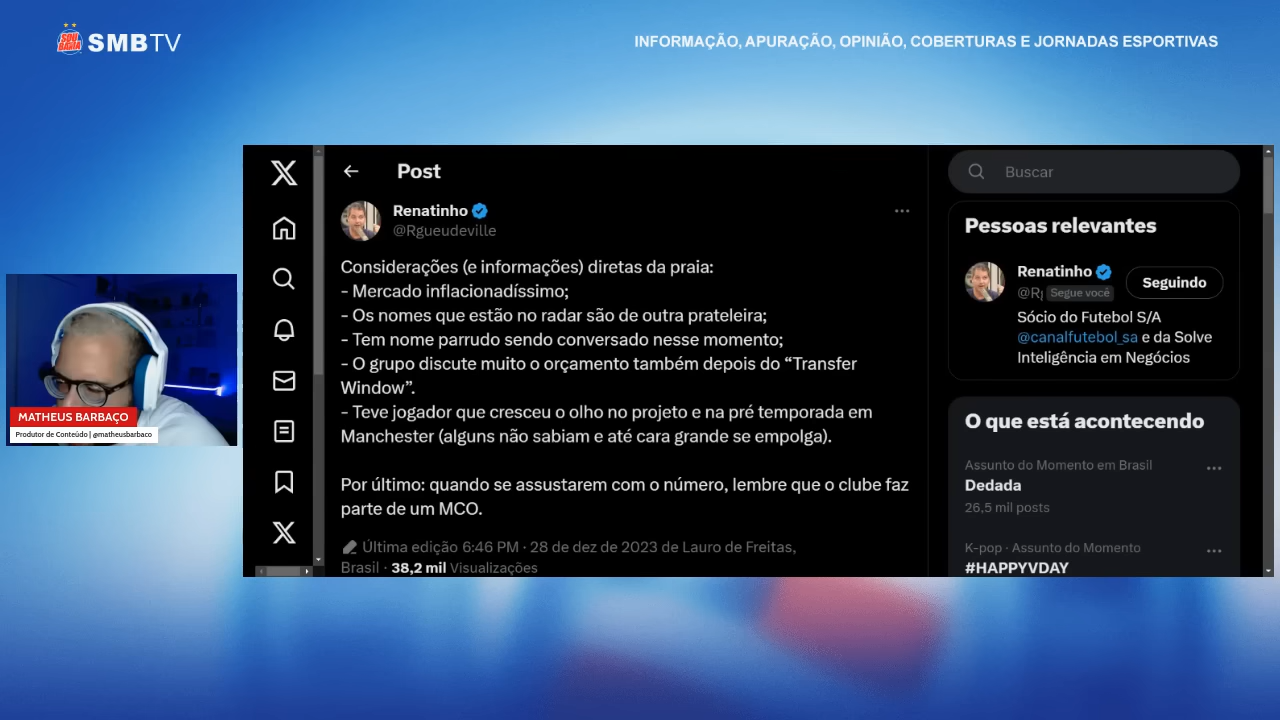 SOU BAHIA
SMBTV
INFORMAÇÃO, APURAÇÃO, OPINIÃO, COBERTURAS E JORNADAS ESPORTIVAS
Post
Buscar
Renatinho
@Rgueudeville
Considerações (e informações) diretas da praia:
- Mercado inflacionadíssimo;
- Os nomes que estão no radar são de outra prateleira;
- Tem nome parrudo sendo conversado nesse momento;
- O grupo discute muito o orçamento também depois do “Transfer
Window”.
- Teve jogador que cresceu o olho no projeto e na pré temporada em
Manchester (alguns não sabiam e até cara grande se empolga).
Por último: quando se assustarem com o número, lembre que o clube faz
parte de um MCO.
Última edição 6:46 PM · 28 de dez de 2023 de Lauro de Freitas,
Brasil · 38,2 mil Visualizações
Pessoas relevantes
Renatinho
@Rg Segue você
Seguindo
Sócio do Futebol S/A
@canalfutebol_sa e da Solve
Inteligência em Negócios
O que está acontecendo
Assunto do Momento em Brasil
Dedada
26,5 mil posts
K-pop · Assunto do Momento
#HAPPYVDAY
MATHEUS BARBAÇO
Produtor de Conteúdo | @matheusbarbaco